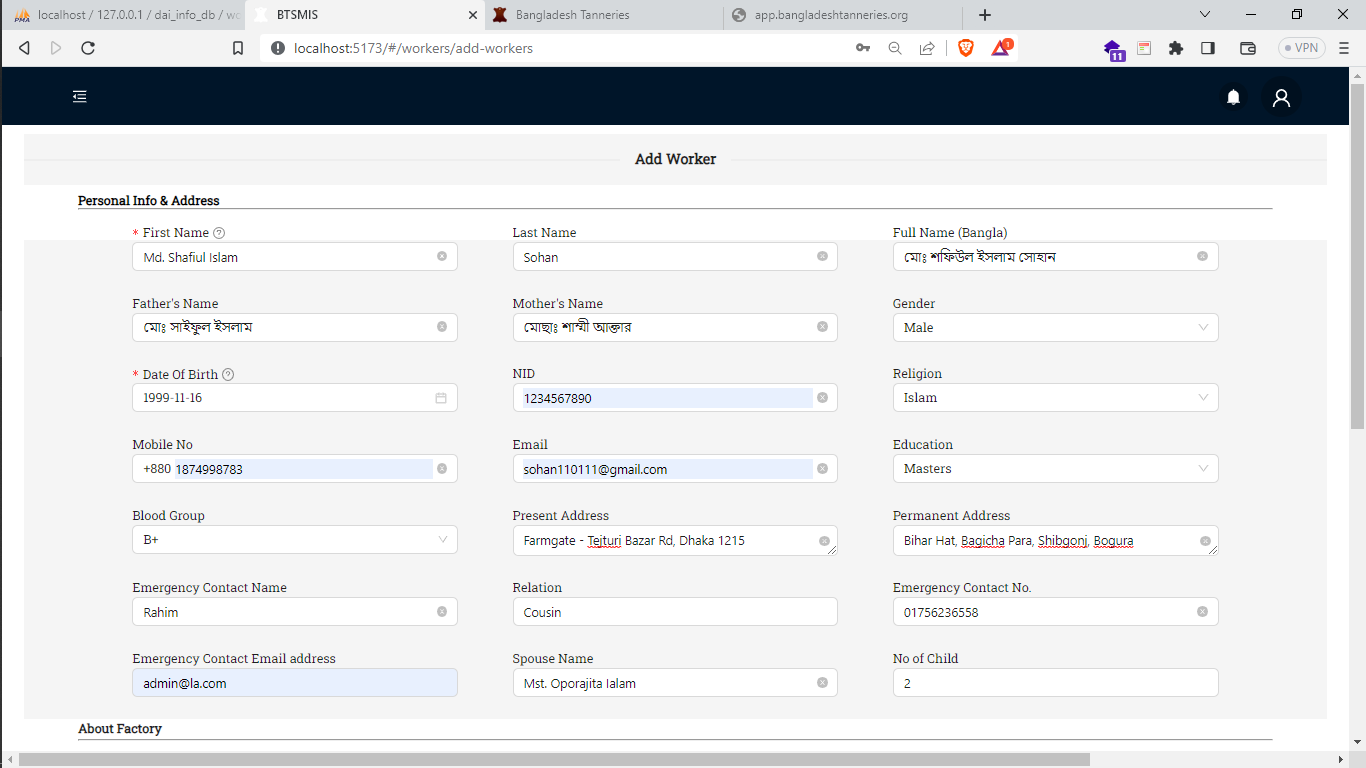 localhost / 127.0.0.1 / dai_info_db / wo
BTSMIS
Bangladesh Tanneries
app.bangladeshtanneries.org
localhost:5173/#/workers/add-workers
1
11
VPN
Add Worker
Personal Info & Address
* First Name
Last Name
Full Name (Bangla)
Md. Shafiul Islam
Sohan
মোঃ শফিউল ইসলাম সোহান
Father's Name
Mother's Name
Gender
মোঃ সাইফুল ইসলাম
মোছাঃ শাম্মী আক্তার
Male
* Date Of Birth
NID
Religion
1999-11-16
1234567890
Islam
Mobile No
Email
Education
+880 1874998783
sohan110111@gmail.com
Masters
Blood Group
Present Address
Permanent Address
B+
Farmgate - Tejturi Bazar Rd, Dhaka 1215
Bihar Hat, Bagicha Para, Shibgonj, Bogura
Emergency Contact Name
Relation
Emergency Contact No.
Rahim
Cousin
01756236558
Emergency Contact Email address
Spouse Name
No of Child
admin@la.com
Mst. Oporajita Ialam
2
About Factory